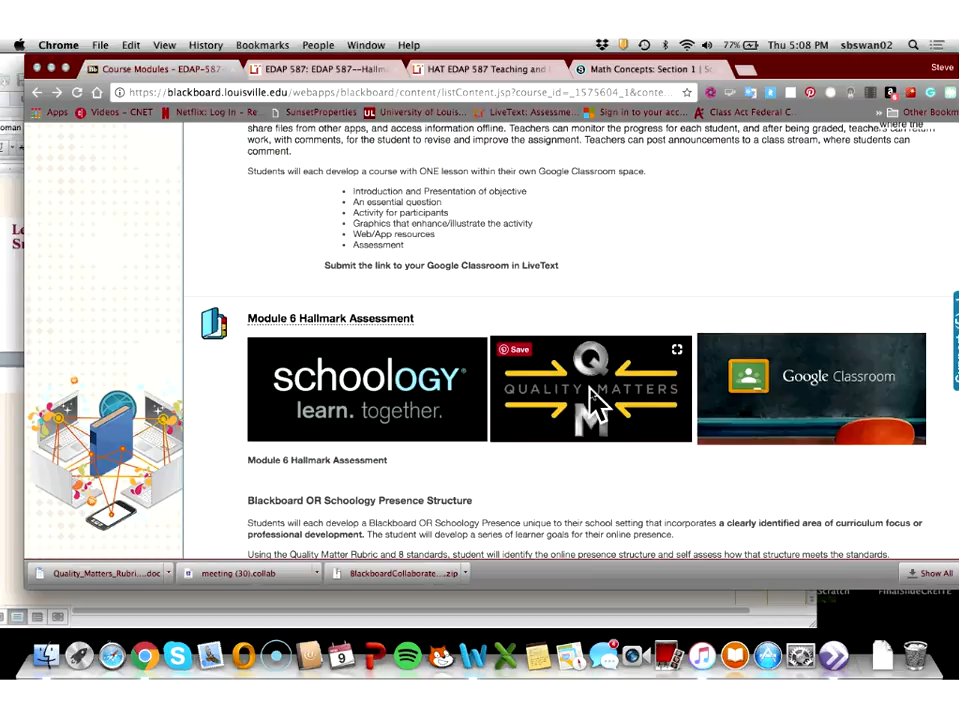 Chrome File Edit View History Bookmarks People Window Help 77% Thu 5:08 PM sbswan02
Course Modules - EDAP-587- EDAP 587: EDAP 587--Hallm HAT EDAP 587 Teaching and Math Concepts: Section 1 | Sc Steve
https://blackboard.louisville.edu/webapps/blackboard/content/listContent.jsp?course_id=_1575604_1&conte...
Apps Videos - CNET Netflix: Log In - Re... SunsetProperties University of Louis... LiveText: Assessme... Sign in to your acc... Class Act Federal C... » Other Bookm
oman
share files from other apps, and access information offline. Teachers can monitor the progress for each student, and after being graded, teachers can return
where the
work, with comments, for the student to revise and improve the assignment. Teachers can post announcements to a class stream, where students can
comment.
Students will each develop a course with ONE lesson within their own Google Classroom space.
• Introduction and Presentation of objective
• An essential question
• Activity for participants
• Graphics that enhance/illustrate the activity
• Web/App resources
• Assessment
Submit the link to your Google Classroom in LiveText
Le
St
Module 6 Hallmark Assessment
Save
schoology®
learn. together.
Q
QUALITY MATTERS
M
Google Classroom
Module 6 Hallmark Assessment
Blackboard OR Schoology Presence Structure
Students will each develop a Blackboard OR Schoology Presence unique to their school setting that incorporates a clearly identified area of curriculum focus or
professional development. The student will develop a series of learner goals for their online presence.
Using the Quality Matter Rubric and 8 standards, student will identify the online presence structure and self assess how that structure meets the standards.
Quality_Matters_Rubri....doc meeting (30).collab BlackboardCollaborate...zip Show All
Scratch FinalSlideCREITE
9